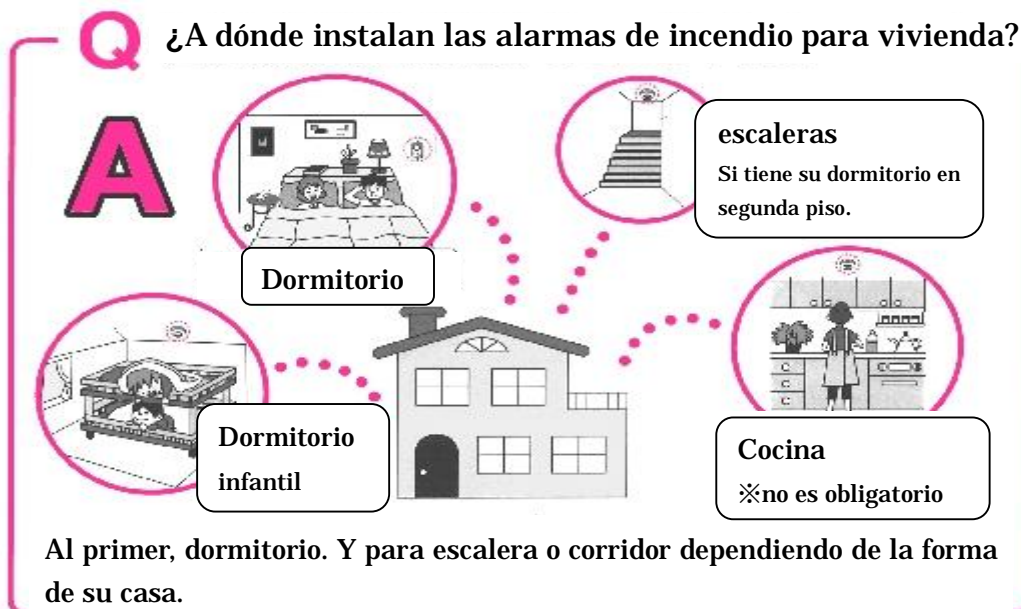 Q ¿A dónde instalan las alarmas de incendio para vivienda?
A
Dormitorio
escaleras
Si tiene su dormitorio en
segunda piso.
Dormitorio
infantil
Cocina
※no es obligatorio
Al primer, dormitorio. Y para escalera o corridor dependiendo de la forma
de su casa.